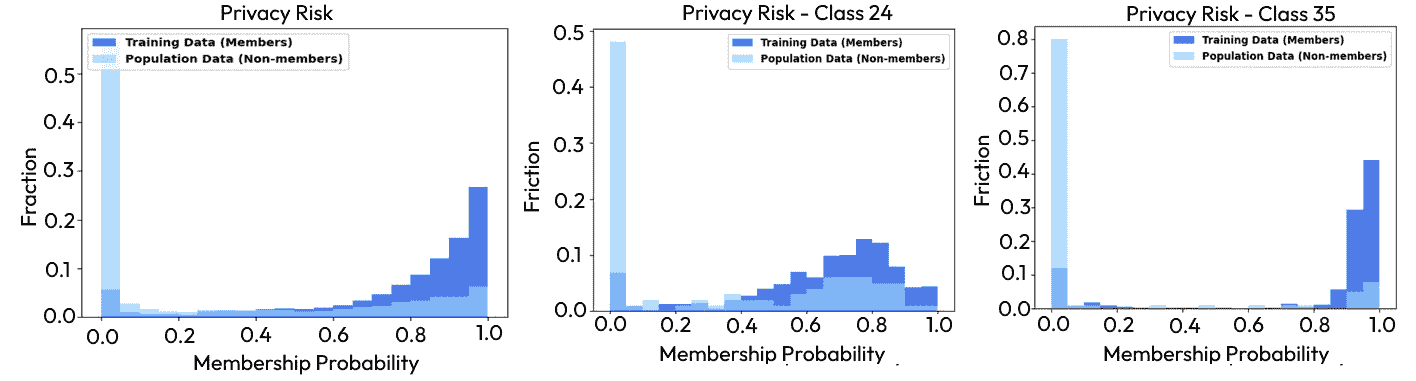 Privacy Risk
Training Data (Members)
Population Data (Non-members)
Fraction
0.5
0.4
0.3
0.2
0.1
0.0
0.0 0.2 0.4 0.6 0.8 1.0
Membership Probability
Privacy Risk - Class 24
Training Data (Members)
Population Data (Non-members)
Friction
0.5
0.4
0.3
0.2
0.1
0.0
0.0 0.2 0.4 0.6 0.8 1.0
Membership Probability
Privacy Risk - Class 35
Training Data (Members)
Population Data (Non-members)
Friction
0.8
0.7
0.6
0.5
0.4
0.3
0.2
0.1
0.0
0.0 0.2 0.4 0.6 0.8 1.0
Membership Probability